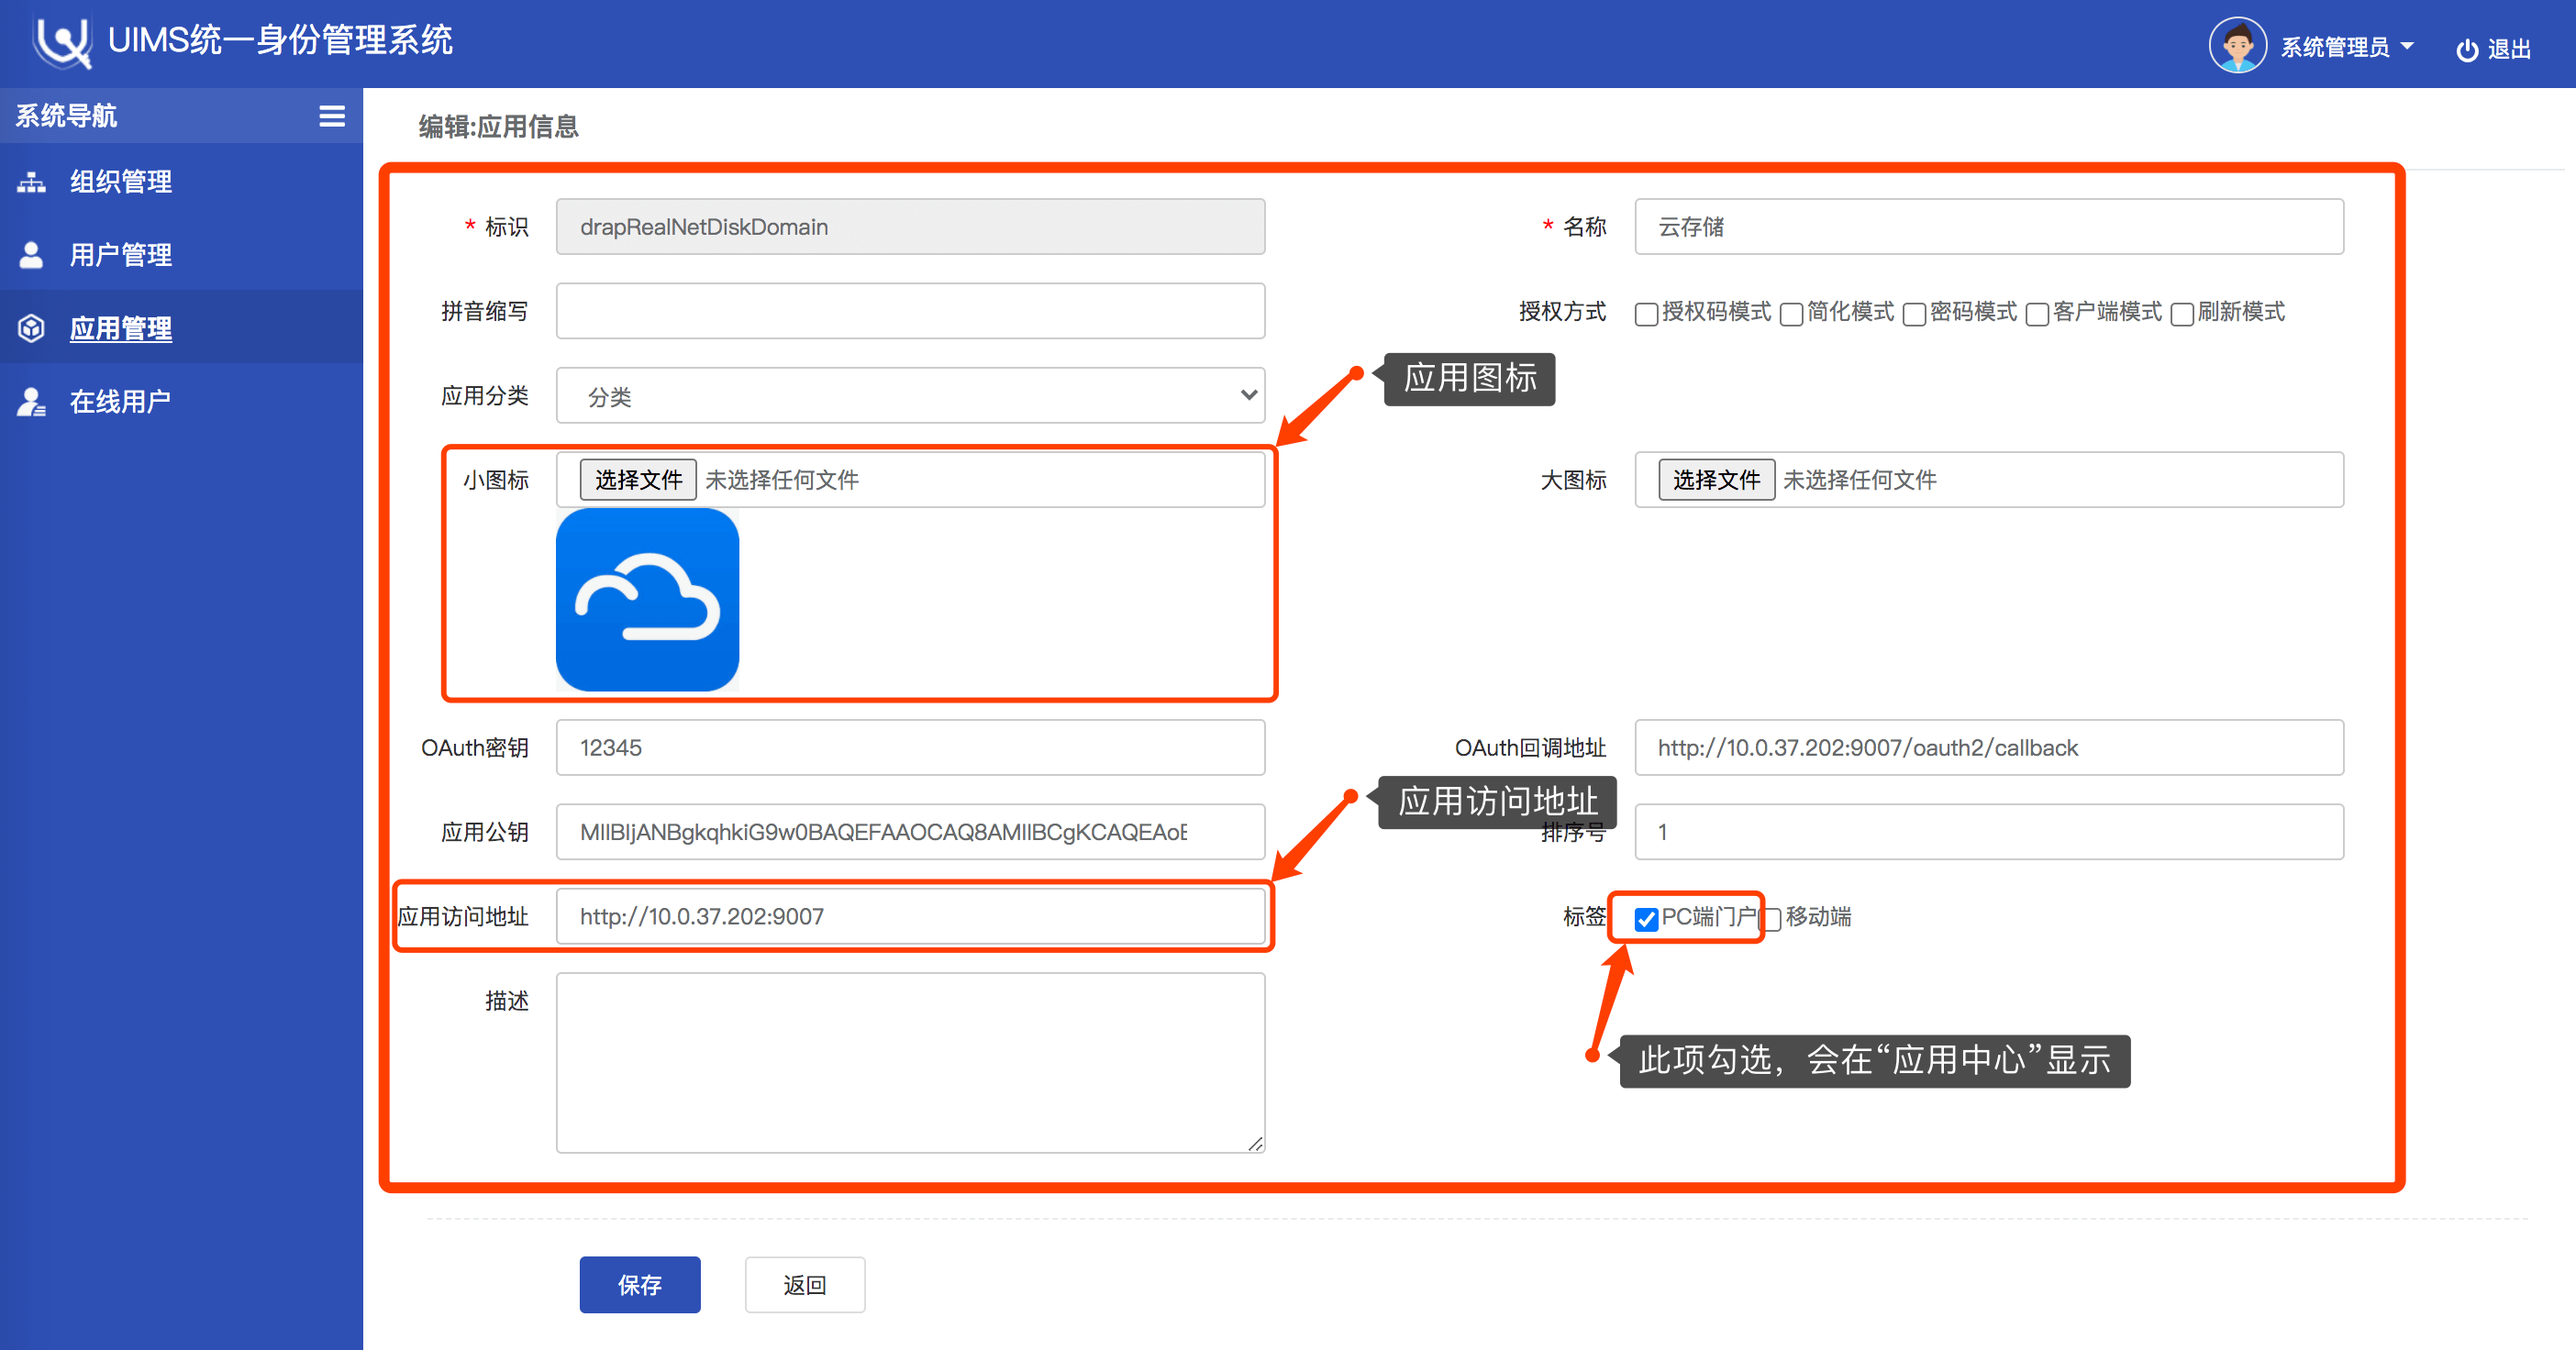 UIMS统一身份管理系统
系统管理员
退出
系统导航
组织管理
用户管理
应用管理
在线用户
编辑:应用信息
* 标识 drapRealNetDiskDomain
* 名称 云存储
拼音缩写
授权方式 授权码模式 简化模式 密码模式 客户端模式 刷新模式
应用图标
应用分类 分类
小图标 选择文件 未选择任何文件
大图标 选择文件 未选择任何文件
OAuth密钥 12345
OAuth回调地址 http://10.0.37.202:9007/oauth2/callback
应用访问地址
应用公钥 MIIBIjANBgkqhkiG9w0BAQEFAAOCAQ8AMIIBCgKCAQEAoE
排序号 1
应用访问地址 http://10.0.37.202:9007
标签 PC端门户 移动端
描述
此项勾选，会在“应用中心”显示
保存
返回